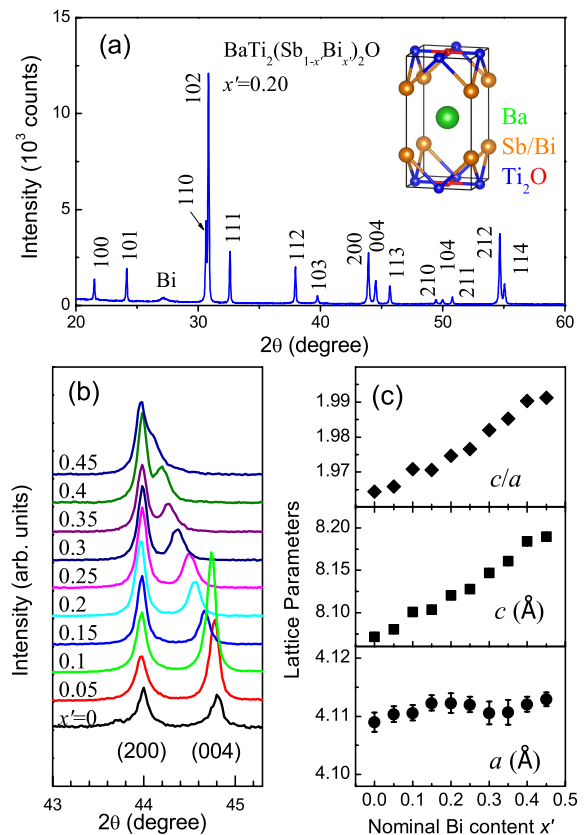 (a)
BaTi2(Sb1-x'Bix')2O
x'=0.20
Ba
Sb/Bi
Ti2O
Intensity (10^3 counts)
15
10
5
0
100
101
Bi
110
102
111
112
103
200
004
113
210
104
211
212
114
20 30 40 50 60
2θ (degree)
(b)
Intensity (arb. units)
0.45
0.4
0.35
0.3
0.25
0.2
0.15
0.1
0.05
x'=0
(200) (004)
43 44 45
2θ (degree)
(c)
Lattice Parameters
1.99
1.98
1.97
c/a
8.20
8.15
8.10
c (Å)
4.12
4.11
4.10
a (Å)
0.0 0.1 0.2 0.3 0.4 0.5
Nominal Bi content x'